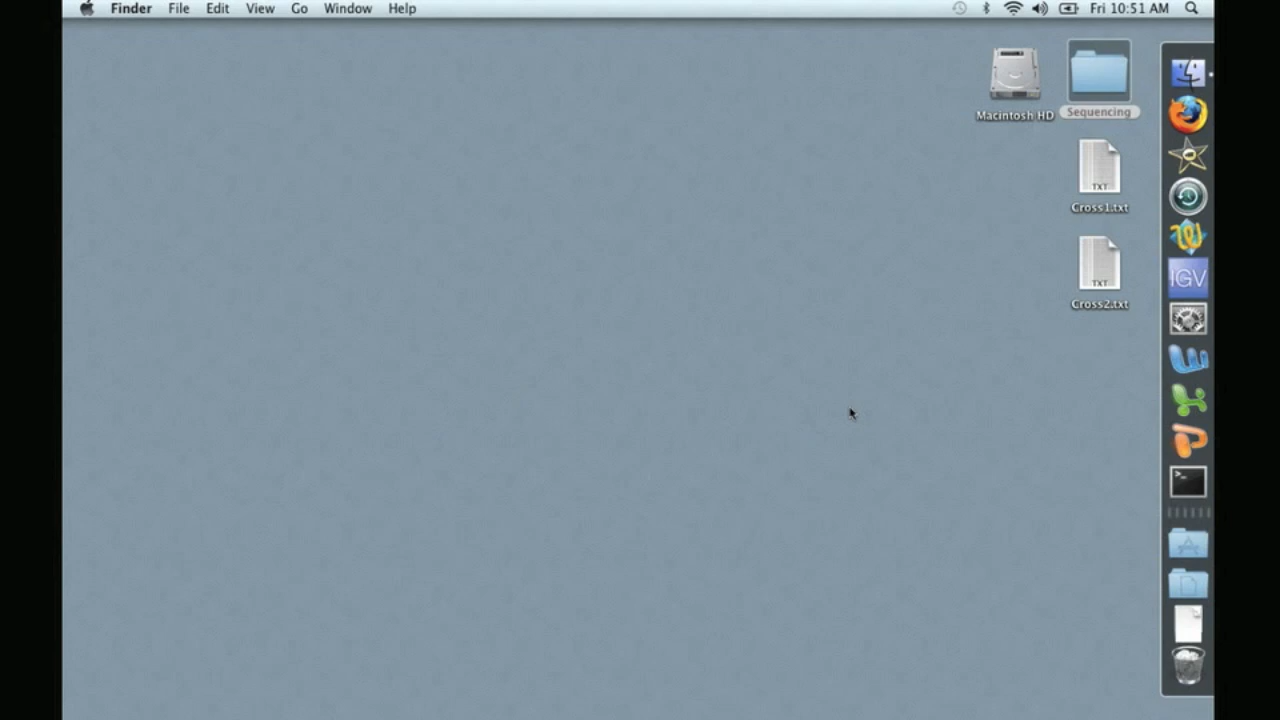 Finder File Edit View Go Window Help Fri 10:51 AM
Macintosh HD
Sequencing
TXT
Cross1.txt
TXT
Cross2.txt
IGV